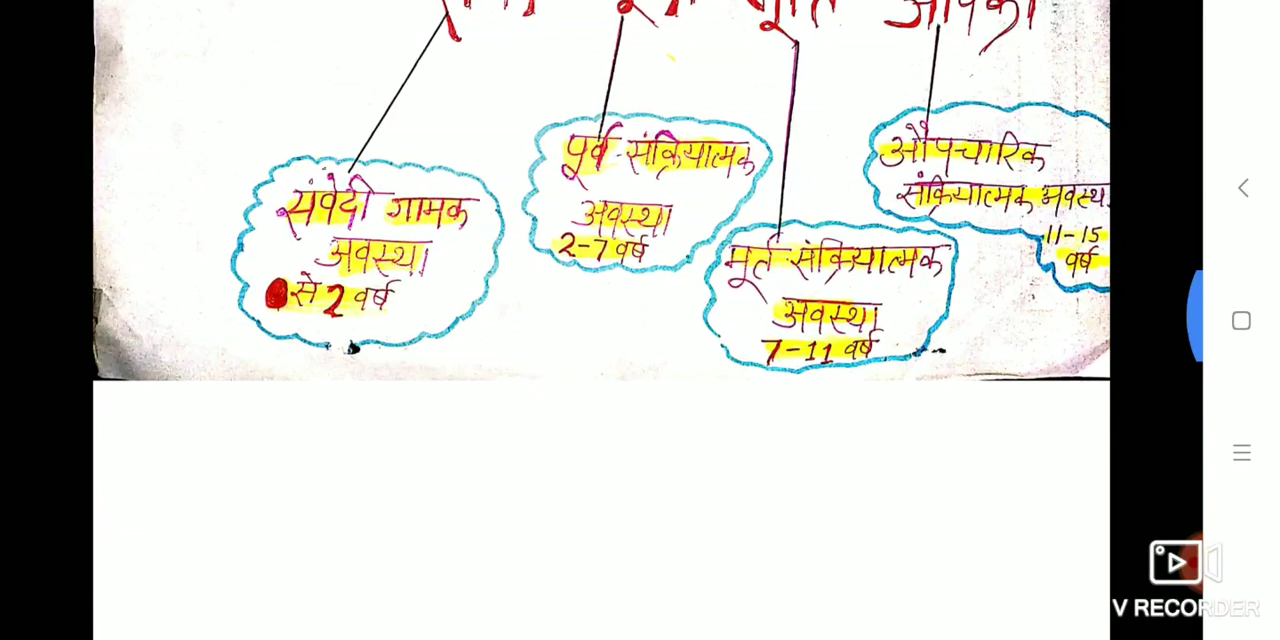 संवेदी गामक
अवस्था
से 2 वर्ष
पूर्व संक्रियात्मक
अवस्था
2-7 वर्ष
मूर्त संक्रियात्मक
अवस्था
7-11 वर्ष
औपचारिक
संक्रियात्मक अवस्थ
11-15
वर्ष
V RECORDER